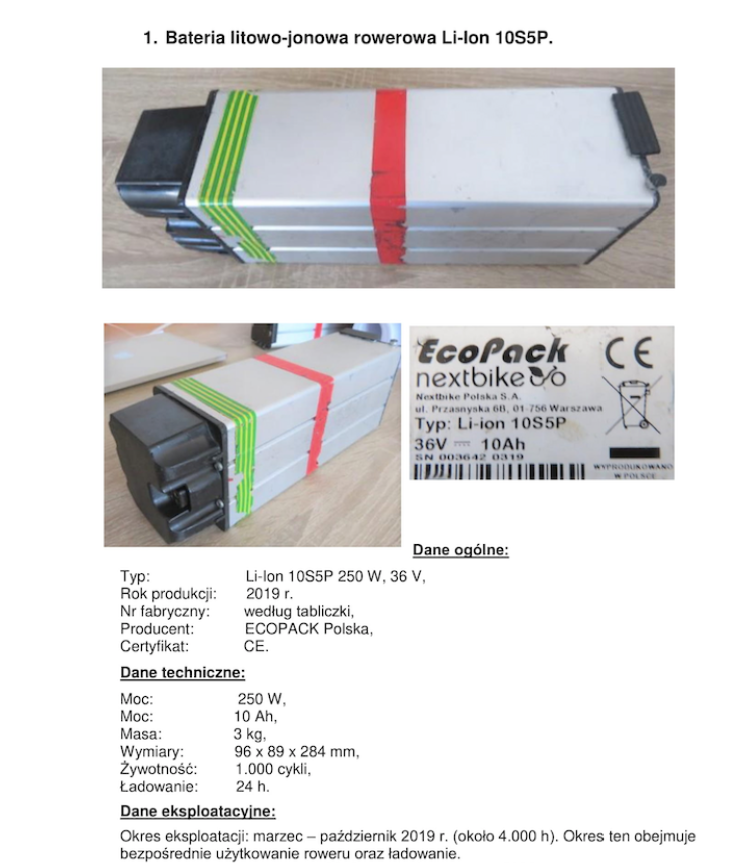 1. Bateria litowo-jonowa rowerowa Li-Ion 10S5P.
EcoPack
CE
nextbike
Nextbike Polska S.A.
ul. Przasnyska 6B, 01-756 Warszawa
Typ: Li-ion 10S5P
36V ⎓ 10Ah
SN 003642 0319
WYPRODUKOWANO
W POLSCE
Dane ogólne:
Typ: Li-Ion 10S5P 250 W, 36 V,
Rok produkcji: 2019 r.
Nr fabryczny: według tabliczki,
Producent: ECOPACK Polska,
Certyfikat: CE.
Dane techniczne:
Moc: 250 W,
Moc: 10 Ah,
Masa: 3 kg,
Wymiary: 96 x 89 x 284 mm,
Żywotność: 1.000 cykli,
Ładowanie: 24 h.
Dane eksploatacyjne:
Okres eksploatacji: marzec – październik 2019 r. (około 4.000 h). Okres ten obejmuje
bezpośrednie użytkowanie roweru oraz ładowanie.